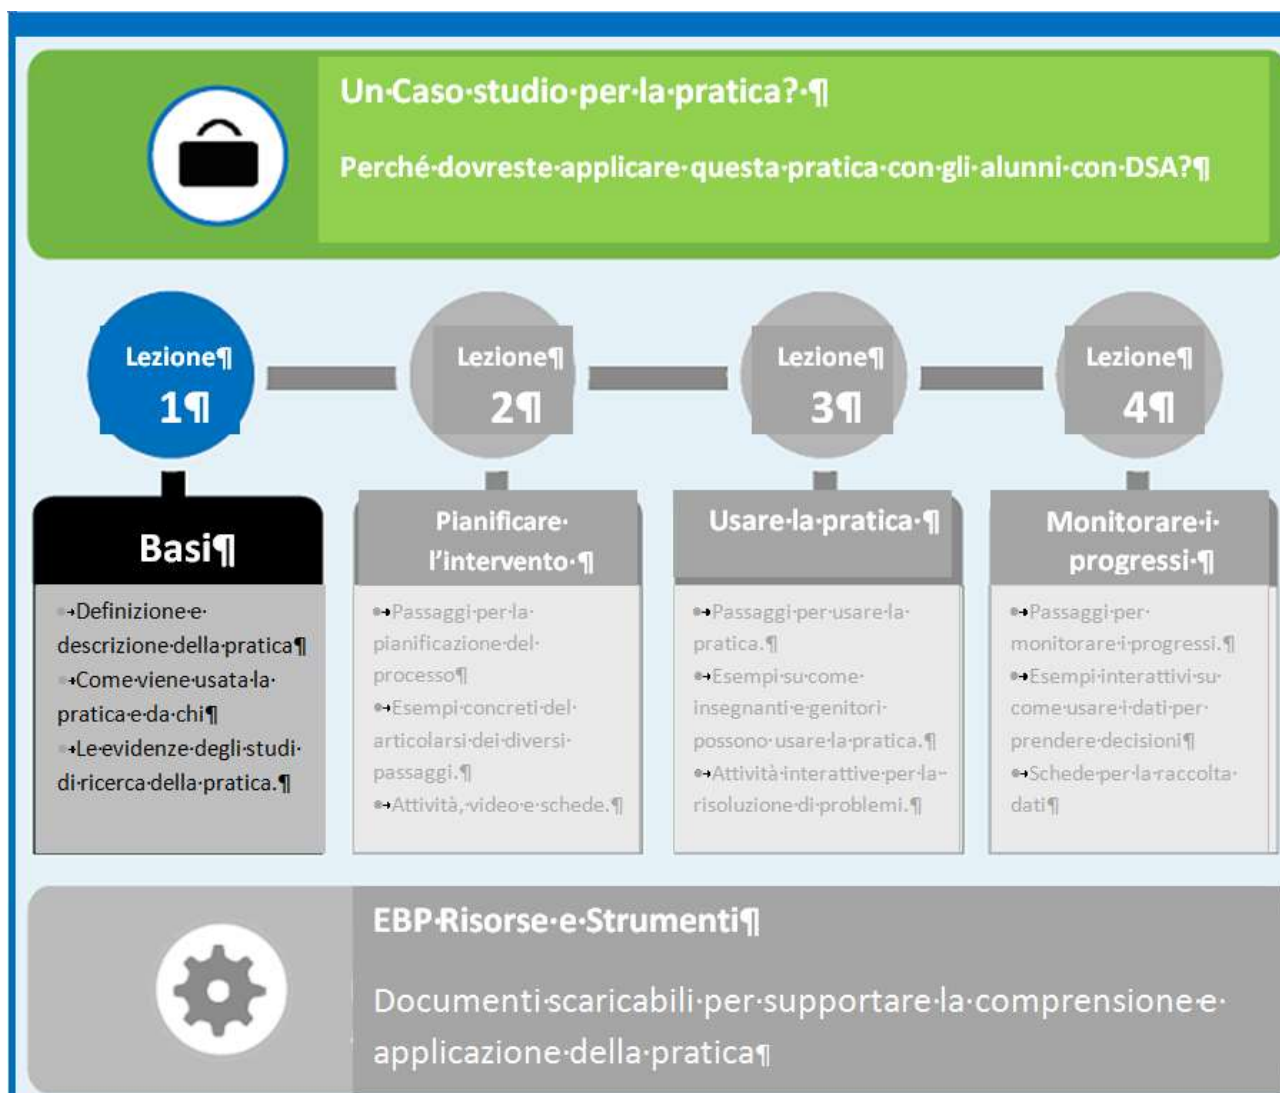 Un·Caso·studio·per·la·pratica?·¶
Perché·dovreste·applicare·questa·pratica·con·gli·alunni·con·DSA?¶
Lezione¶
1¶
Lezione¶
2¶
Lezione¶
3¶
Lezione¶
4¶
Basi¶
•→Definizione·e·
descrizione·della·pratica¶
•→Come·viene·usata·la·
pratica·e·da·chi¶
•→Le·evidenze·degli·studi·
di·ricerca·della·pratica.¶
Pianificare·
l'intervento·¶
•→Passaggi·per·la·
pianificazione·del·
processo¶
•→Esempi·concreti·del·
articolarsi·dei·diversi·
passaggi.¶
•→Attività,·video·e·schede.¶
Usare·la·pratica·¶
•→Passaggi·per·usare·la·
pratica.¶
•→Esempi·su·come·
insegnanti·e·genitori·
possono·usare·la·pratica.¶
•→Attività·interattive·per·la·
risoluzione·di·problemi.¶
Monitorare·i·
progressi·¶
•→Passaggi·per·
monitorare·i·progressi.¶
•→Esempi·interattivi·su·
come·usare·i·dati·per·
prendere·decisioni¶
•→Schede·per·la·raccolta·
dati¶
EBP·Risorse·e·Strumenti¶
Documenti·scaricabili·per·supportare·la·comprensione·e·
applicazione·della·pratica¶